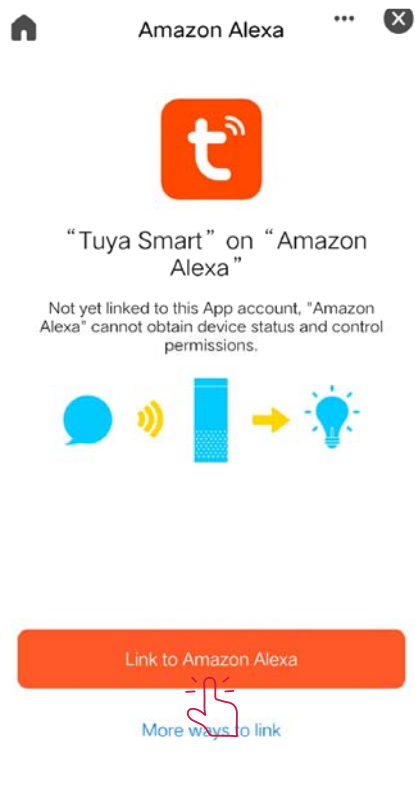 Amazon Alexa
“Tuya Smart” on “Amazon
Alexa”
Not yet linked to this App account, "Amazon
Alexa" cannot obtain device status and control
permissions.
Link to Amazon Alexa
More ways to link